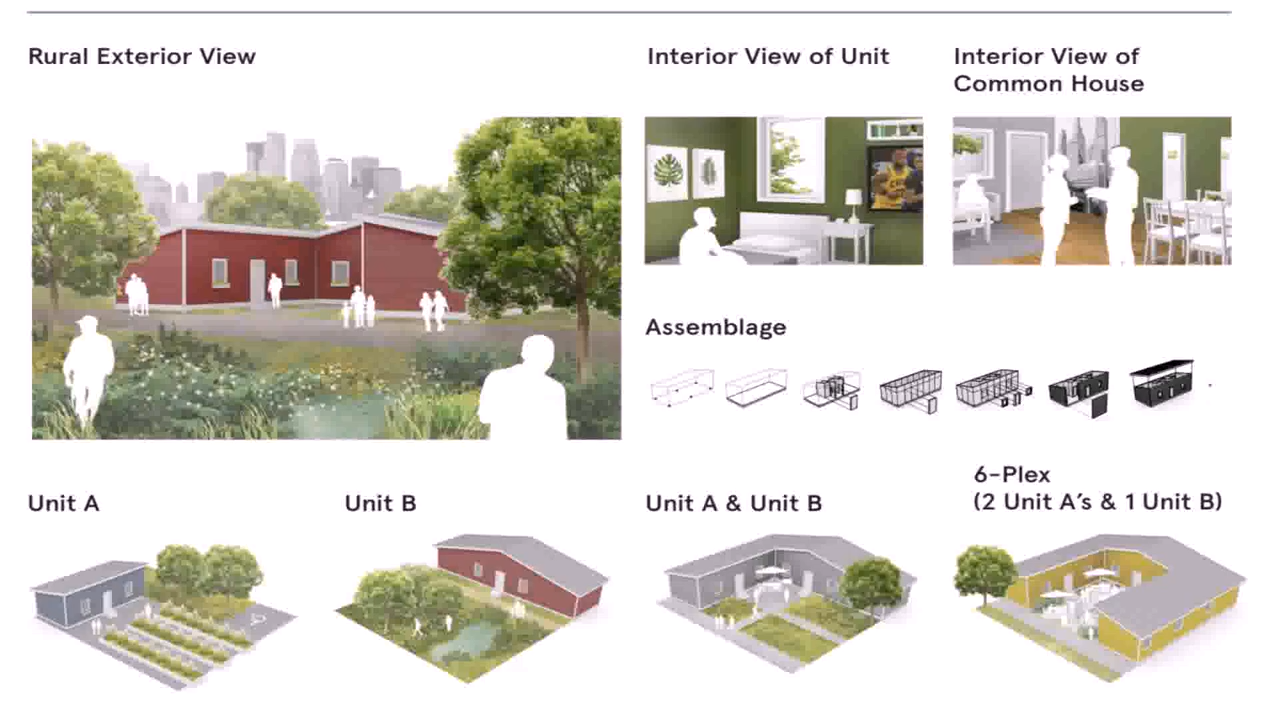 Rural Exterior View
Interior View of Unit
Interior View of
Common House
Assemblage
Unit A
Unit B
Unit A & Unit B
6-Plex
(2 Unit A's & 1 Unit B)